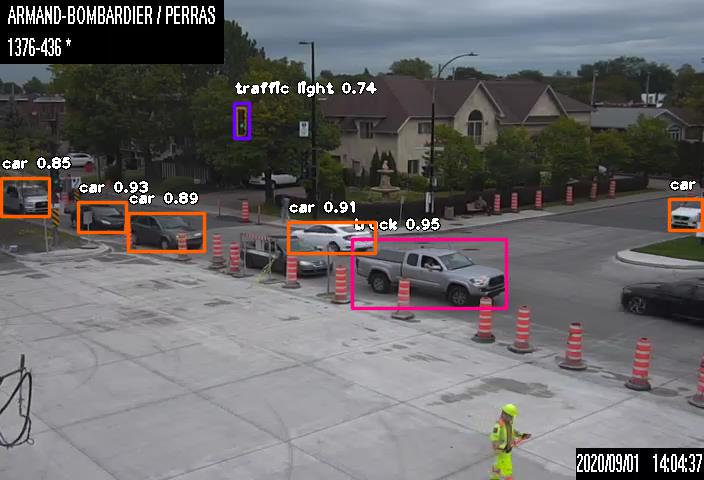 ARMAND-BOMBARDIER / PERRAS
1376-436 *
traffic light 0.74
car 0.85
car 0.93
car 0.89
car
car 0.91
truck 0.95
2020/09/01 14:04:37